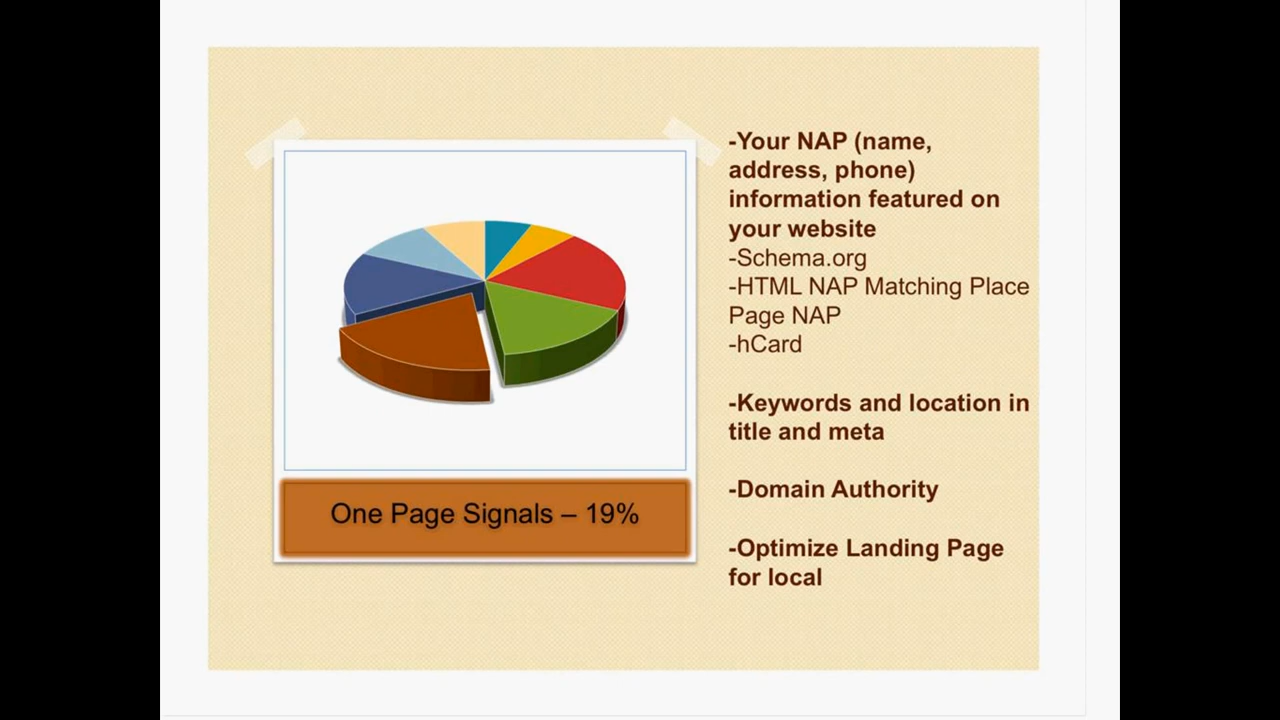 -Your NAP (name,
address, phone)
information featured on
your website
-Schema.org
-HTML NAP Matching Place
Page NAP
-hCard
-Keywords and location in
title and meta
-Domain Authority
-Optimize Landing Page
for local
One Page Signals – 19%